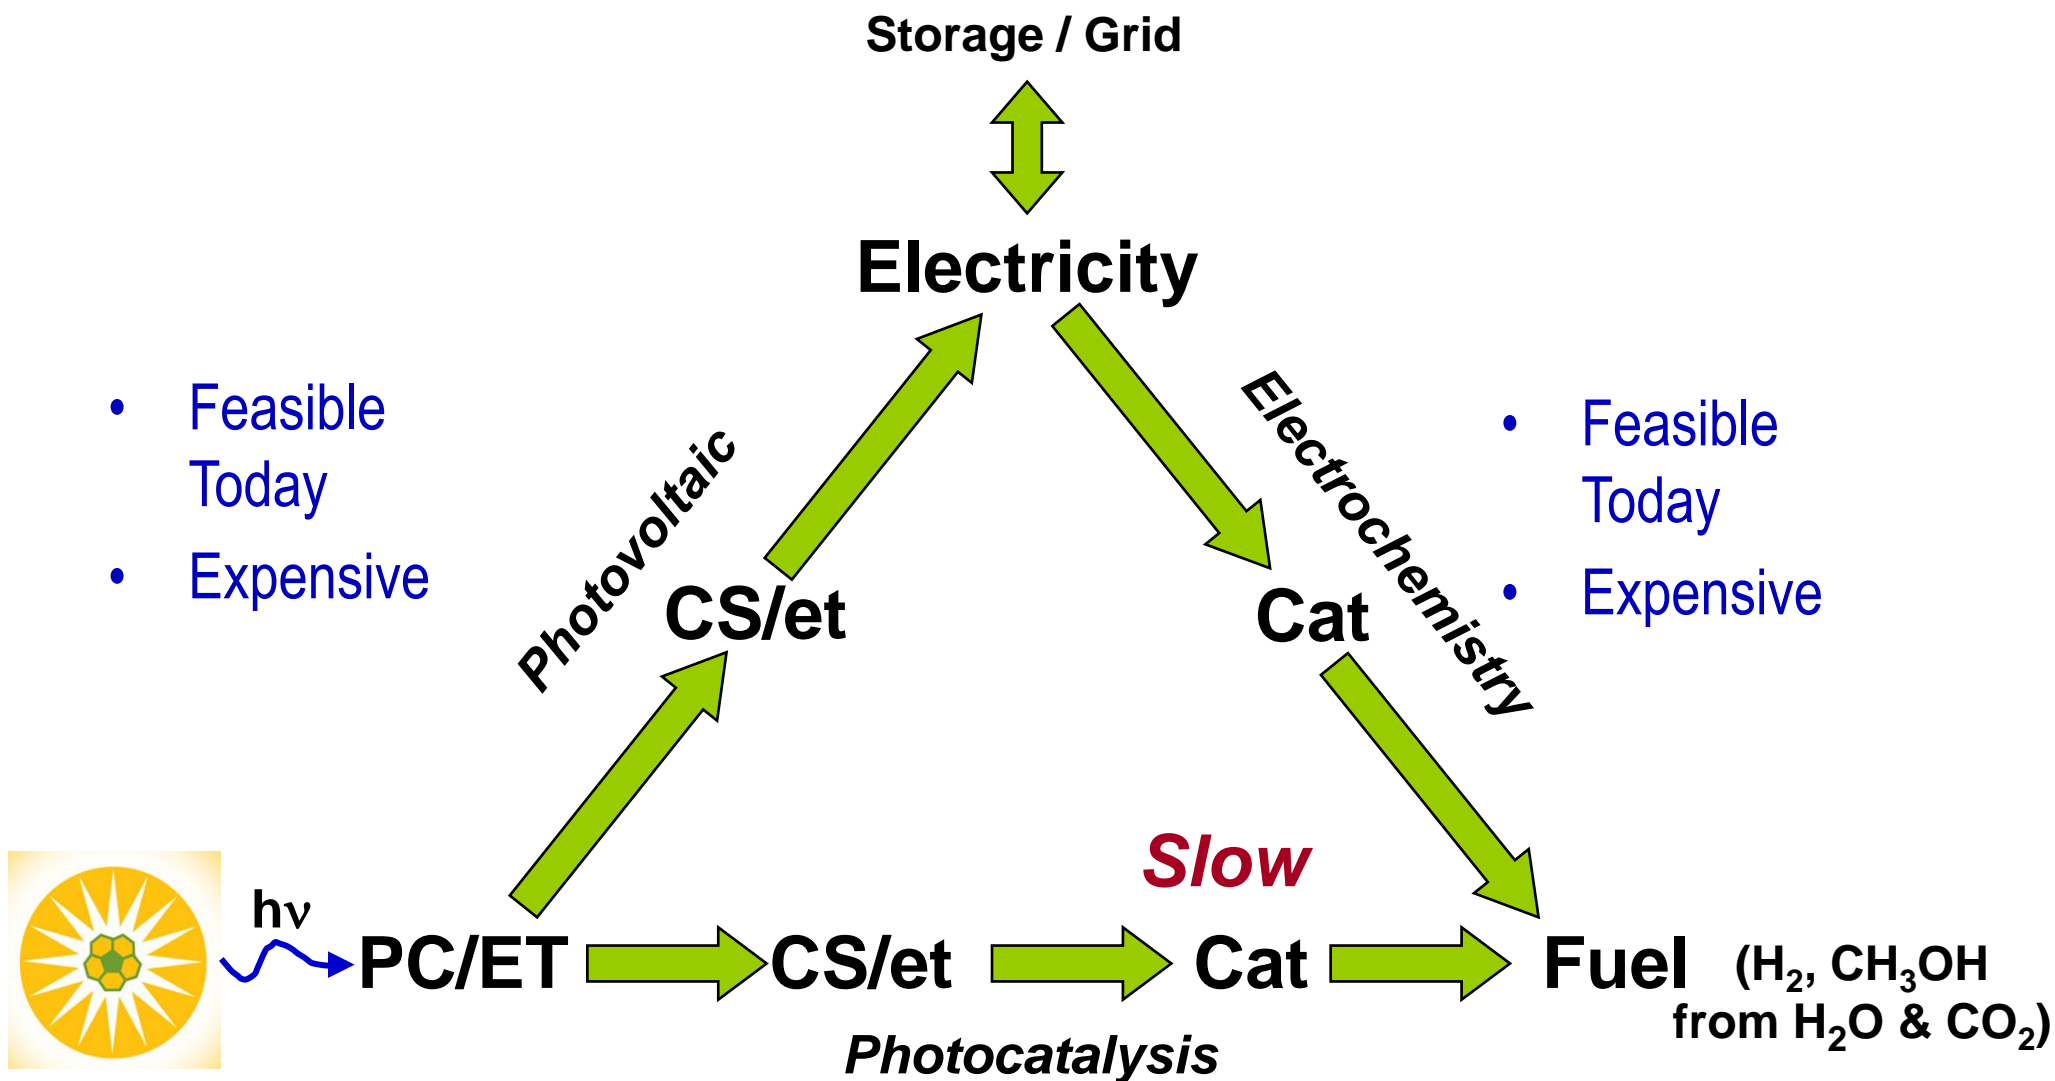 Storage / Grid
Electricity
• Feasible
Today
• Expensive
Photovoltaic
CS/et
Electrochemistry
Cat
• Feasible
Today
• Expensive
Slow
hν
PC/ET
CS/et
Cat
Fuel
(H₂, CH₃OH
from H₂O & CO₂)
Photocatalysis